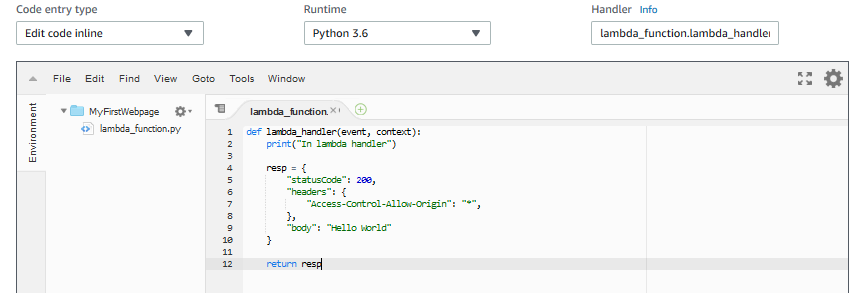 Code entry type
Runtime
Handler Info
Edit code inline
Python 3.6
lambda_function.lambda_handler
File Edit Find View Goto Tools Window
Environment
MyFirstWebpage
lambda_function.py
lambda_function.
1 def lambda_handler(event, context):
2     print("In lambda handler")
3
4     resp = {
5         "statusCode": 200,
6         "headers": {
7             "Access-Control-Allow-Origin": "*",
8         },
9         "body": "Hello World"
10     }
11
12     return resp